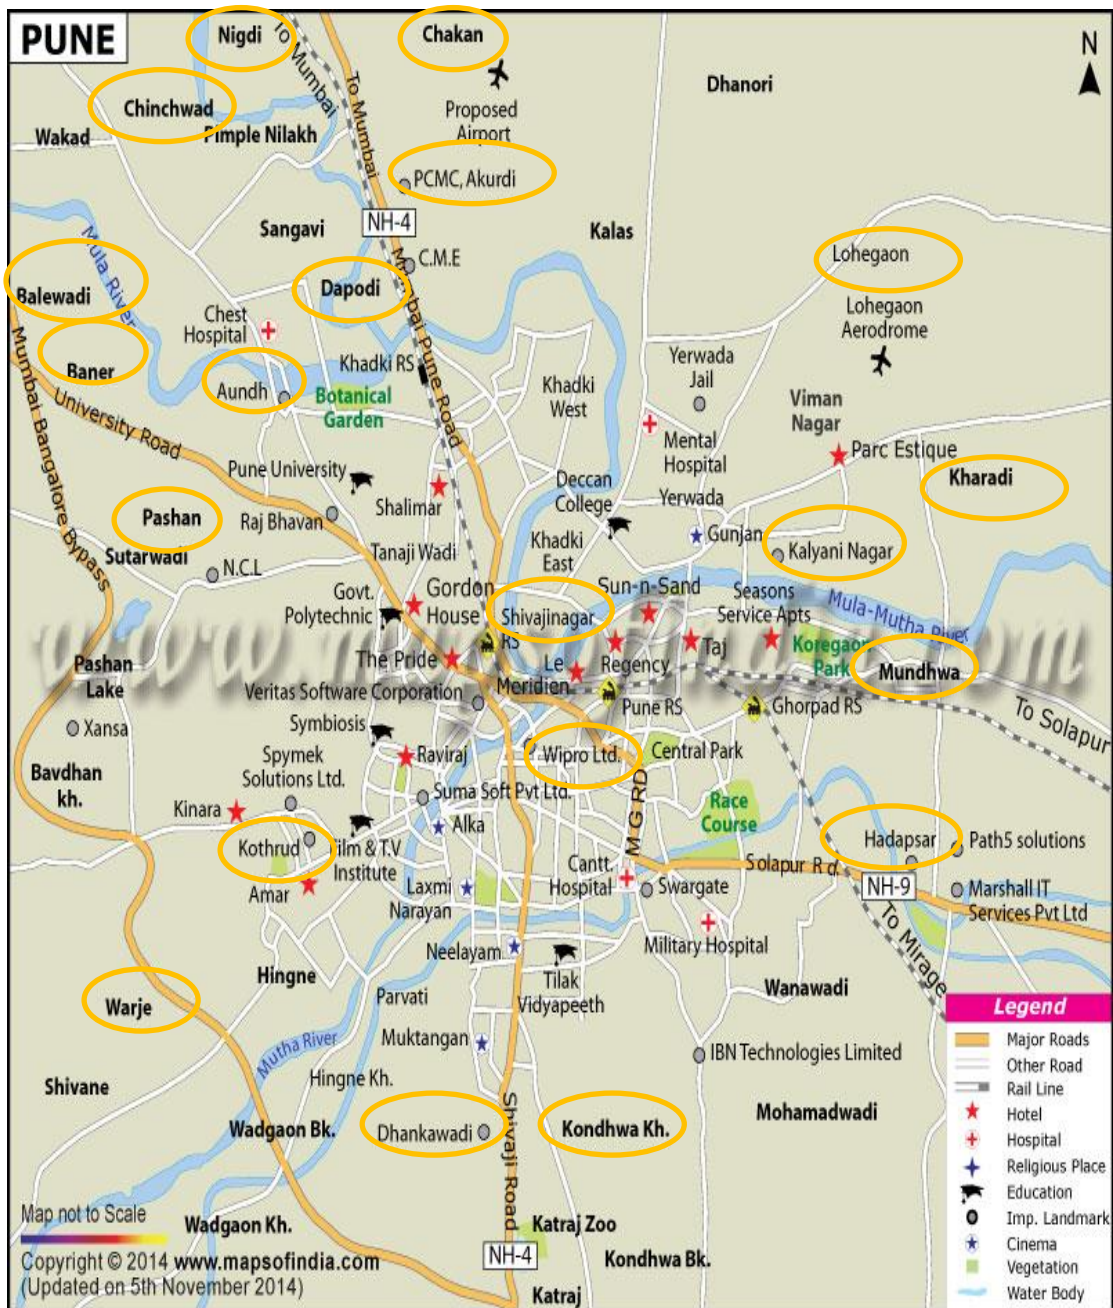 PUNE
Nigdi
Chakan
N
To Mumbai
To Mumbai
Dhanori
Chinchwad
Proposed
Airport
Wakad
Pimple Nilakh
PCMC, Akurdi
NH-4
Sangavi
Kalas
Lohegaon
C.M.E
Mula River
Balewadi
Dapodi
Mumbai Pune Road
Chest
Hospital
Lohegaon
Aerodrome
Baner
Khadki RS
Yerwada
Jail
Aundh
Botanical
Garden
Khadki
West
Viman
Nagar
Mumbai Bangalore Bypass
University Road
Mental
Hospital
Parc Estique
Pune University
Shalimar
Deccan
College
Yerwada
Kharadi
Pashan
Raj Bhavan
Gunjan
Sutarwadi
Tanaji Wadi
Khadki
East
Kalyani Nagar
N.C.L
Govt.
Polytechnic
Gordon
House
Shivajinagar
RS
Sun-n-Sand
Seasons
Service Apts
Mula-Mutha River
www.m
.com
Pashan
Lake
The Pride
Le
Meridien
Regency
Taj
Koregaon
Park
Mundhwa
Veritas Software Corporation
Pune RS
Ghorpad RS
To Solapur
Xansa
Symbiosis
Bavdhan
kh.
Spymek
Solutions Ltd.
Raviraj
Wipro Ltd.
Central Park
Kinara
Suma Soft Pvt Ltd.
M G RD
Race
Course
Alka
Kothrud
Film & T.V
Institute
Hadapsar
Path5 solutions
Cantt.
Hospital
Solapur Rd.
Amar
Laxmi
Narayan
Swargate
NH-9
Marshall IT
Services Pvt Ltd
Neelayam
Military Hospital
To Mirage
Hingne
Tilak
Vidyapeeth
Wanawadi
Warje
Parvati
Mutha River
Muktangan
IBN Technologies Limited
Shivane
Hingne Kh.
Wadgaon Bk.
Dhankawadi
Shivaji Road
Kondhwa Kh.
Mohamadwadi
Wadgaon Kh.
Katraj Zoo
NH-4
Kondhwa Bk.
Katraj
Legend
Major Roads
Other Road
Rail Line
Hotel
Hospital
Religious Place
Education
Imp. Landmark
Cinema
Vegetation
Water Body
Map not to Scale
Copyright © 2014 www.mapsofindia.com
(Updated on 5th November 2014)